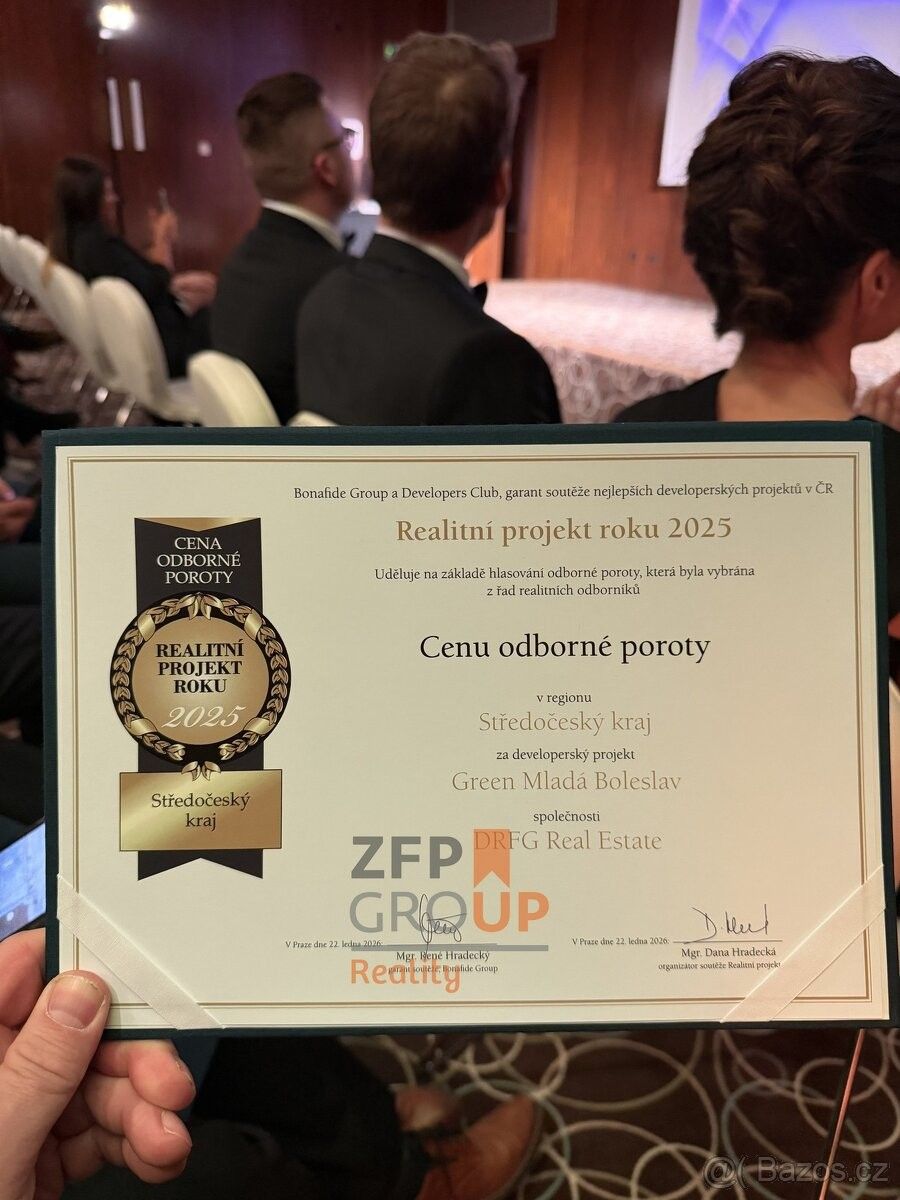 Bonafide Group a Developers Club, garant soutěže nejlepších developerských projektů v ČR
Realitní projekt roku 2025
Uděluje na základě hlasování odborné poroty, která byla vybrána
z řad realitních odborníků
Cenu odborné poroty
v regionu
Středočeský kraj
za developerský projekt
Green Mladá Boleslav
společnosti
DRFG Real Estate
CENA
ODBORNÉ
POROTY
REALITNÍ
PROJEKT
ROKU
2025
Středočeský
kraj
ZFP
GROUP
Reality
V Praze dne 22. ledna 2026:
Mgr. René Hradecký
garant soutěže, Bonafide Group
V Praze dne 22. ledna 2026:
Mgr. Dana Hradecká
organizátor soutěže Realitní projekt
Bazos.cz